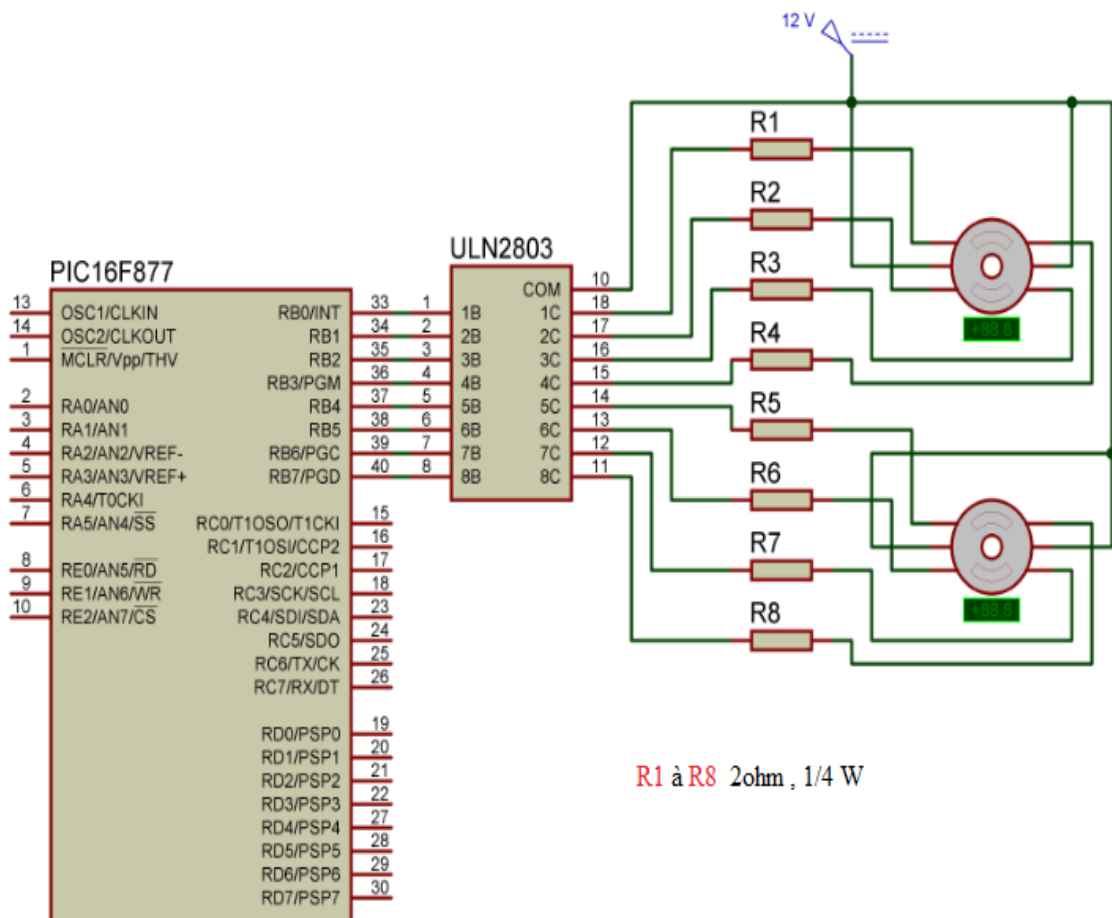 12 V
R1
R2
R3
R4
R5
R6
R7
R8
+88.8
+88.8
ULN2803
COM 10
1 1B 1C 18
2 2B 2C 17
3 3B 3C 16
4 4B 4C 15
5 5B 5C 14
6 6B 6C 13
7 7B 7C 12
8 8B 8C 11
PIC16F877
13 OSC1/CLKIN RB0/INT 33
14 OSC2/CLKOUT RB1 34
1 MCLR/Vpp/THV RB2 35
RB3/PGM 36
2 RA0/AN0 RB4 37
3 RA1/AN1 RB5 38
4 RA2/AN2/VREF- RB6/PGC 39
5 RA3/AN3/VREF+ RB7/PGD 40
6 RA4/T0CKI
7 RA5/AN4/SS RC0/T1OSO/T1CKI 15
RC1/T1OSI/CCP2 16
8 RE0/AN5/RD RC2/CCP1 17
9 RE1/AN6/WR RC3/SCK/SCL 18
10 RE2/AN7/CS RC4/SDI/SDA 23
RC5/SDO 24
RC6/TX/CK 25
RC7/RX/DT 26
RD0/PSP0 19
RD1/PSP1 20
RD2/PSP2 21
RD3/PSP3 22
RD4/PSP4 27
RD5/PSP5 28
RD6/PSP6 29
RD7/PSP7 30
R1 à R8 2ohm , 1/4 W